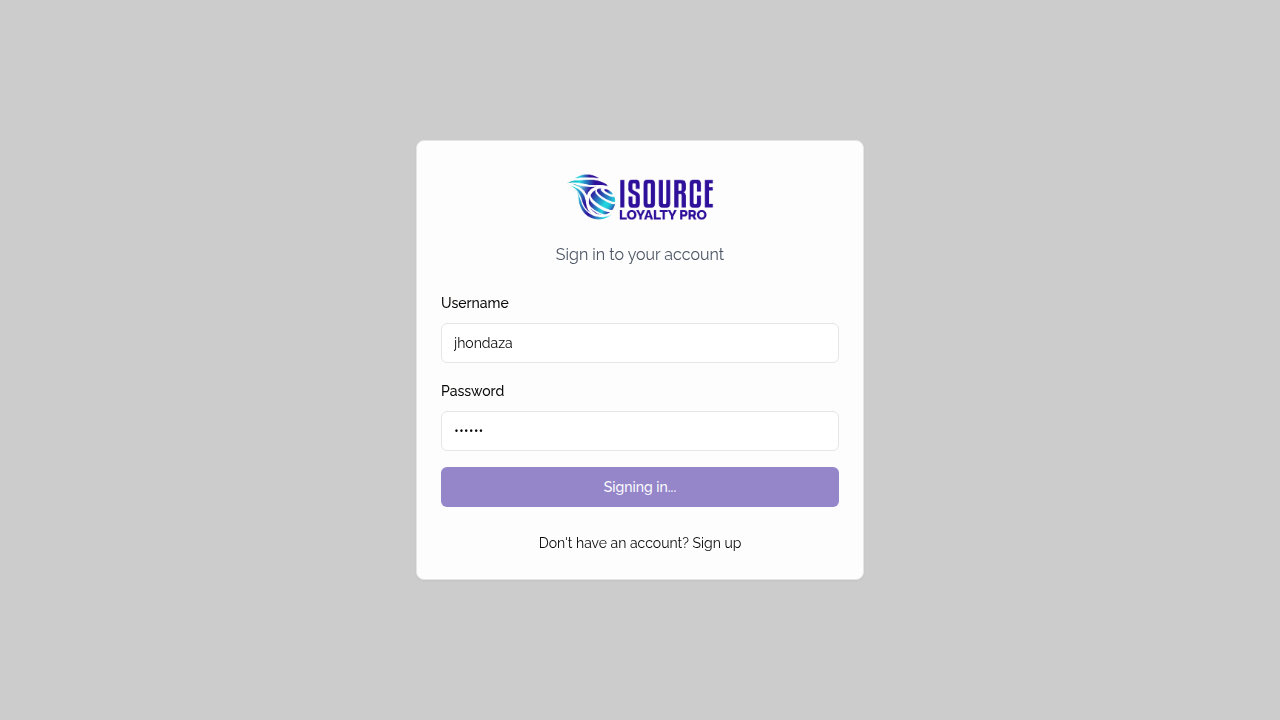 ISOURCE
LOYALTY PRO
Sign in to your account
Username
jhondaza
Password
••••••
Signing in...
Don't have an account? Sign up